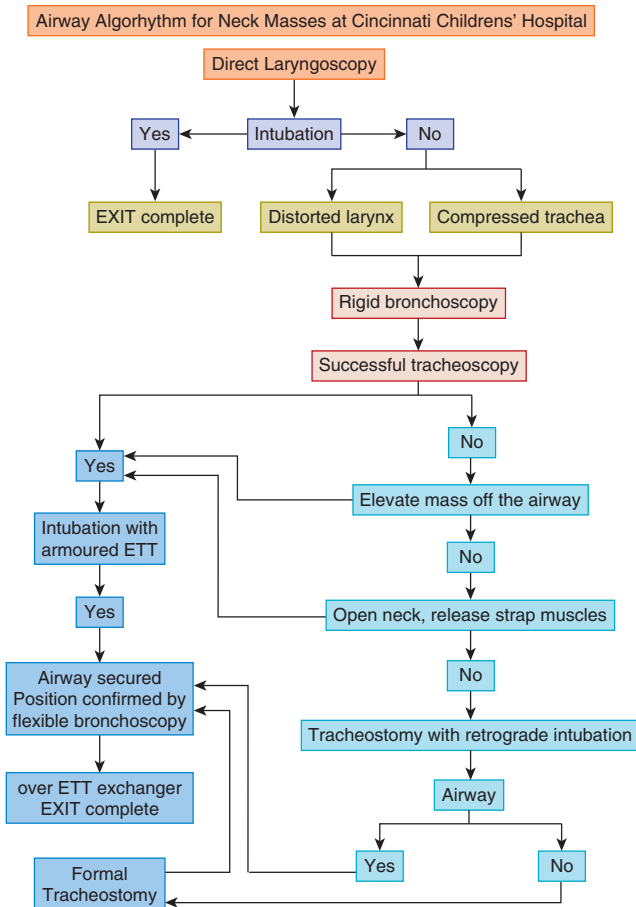 Airway Algorhythm for Neck Masses at Cincinnati Childrens' Hospital
Direct Laryngoscopy
Yes
Intubation
No
EXIT complete
Distorted larynx
Compressed trachea
Rigid bronchoscopy
Successful tracheoscopy
No
Yes
Elevate mass off the airway
Intubation with
armoured ETT
No
Yes
Open neck, release strap muscles
Airway secured
Position confirmed by
flexible bronchoscopy
No
Tracheostomy with retrograde intubation
over ETT exchanger
EXIT complete
Airway
Yes
No
Formal
Tracheostomy